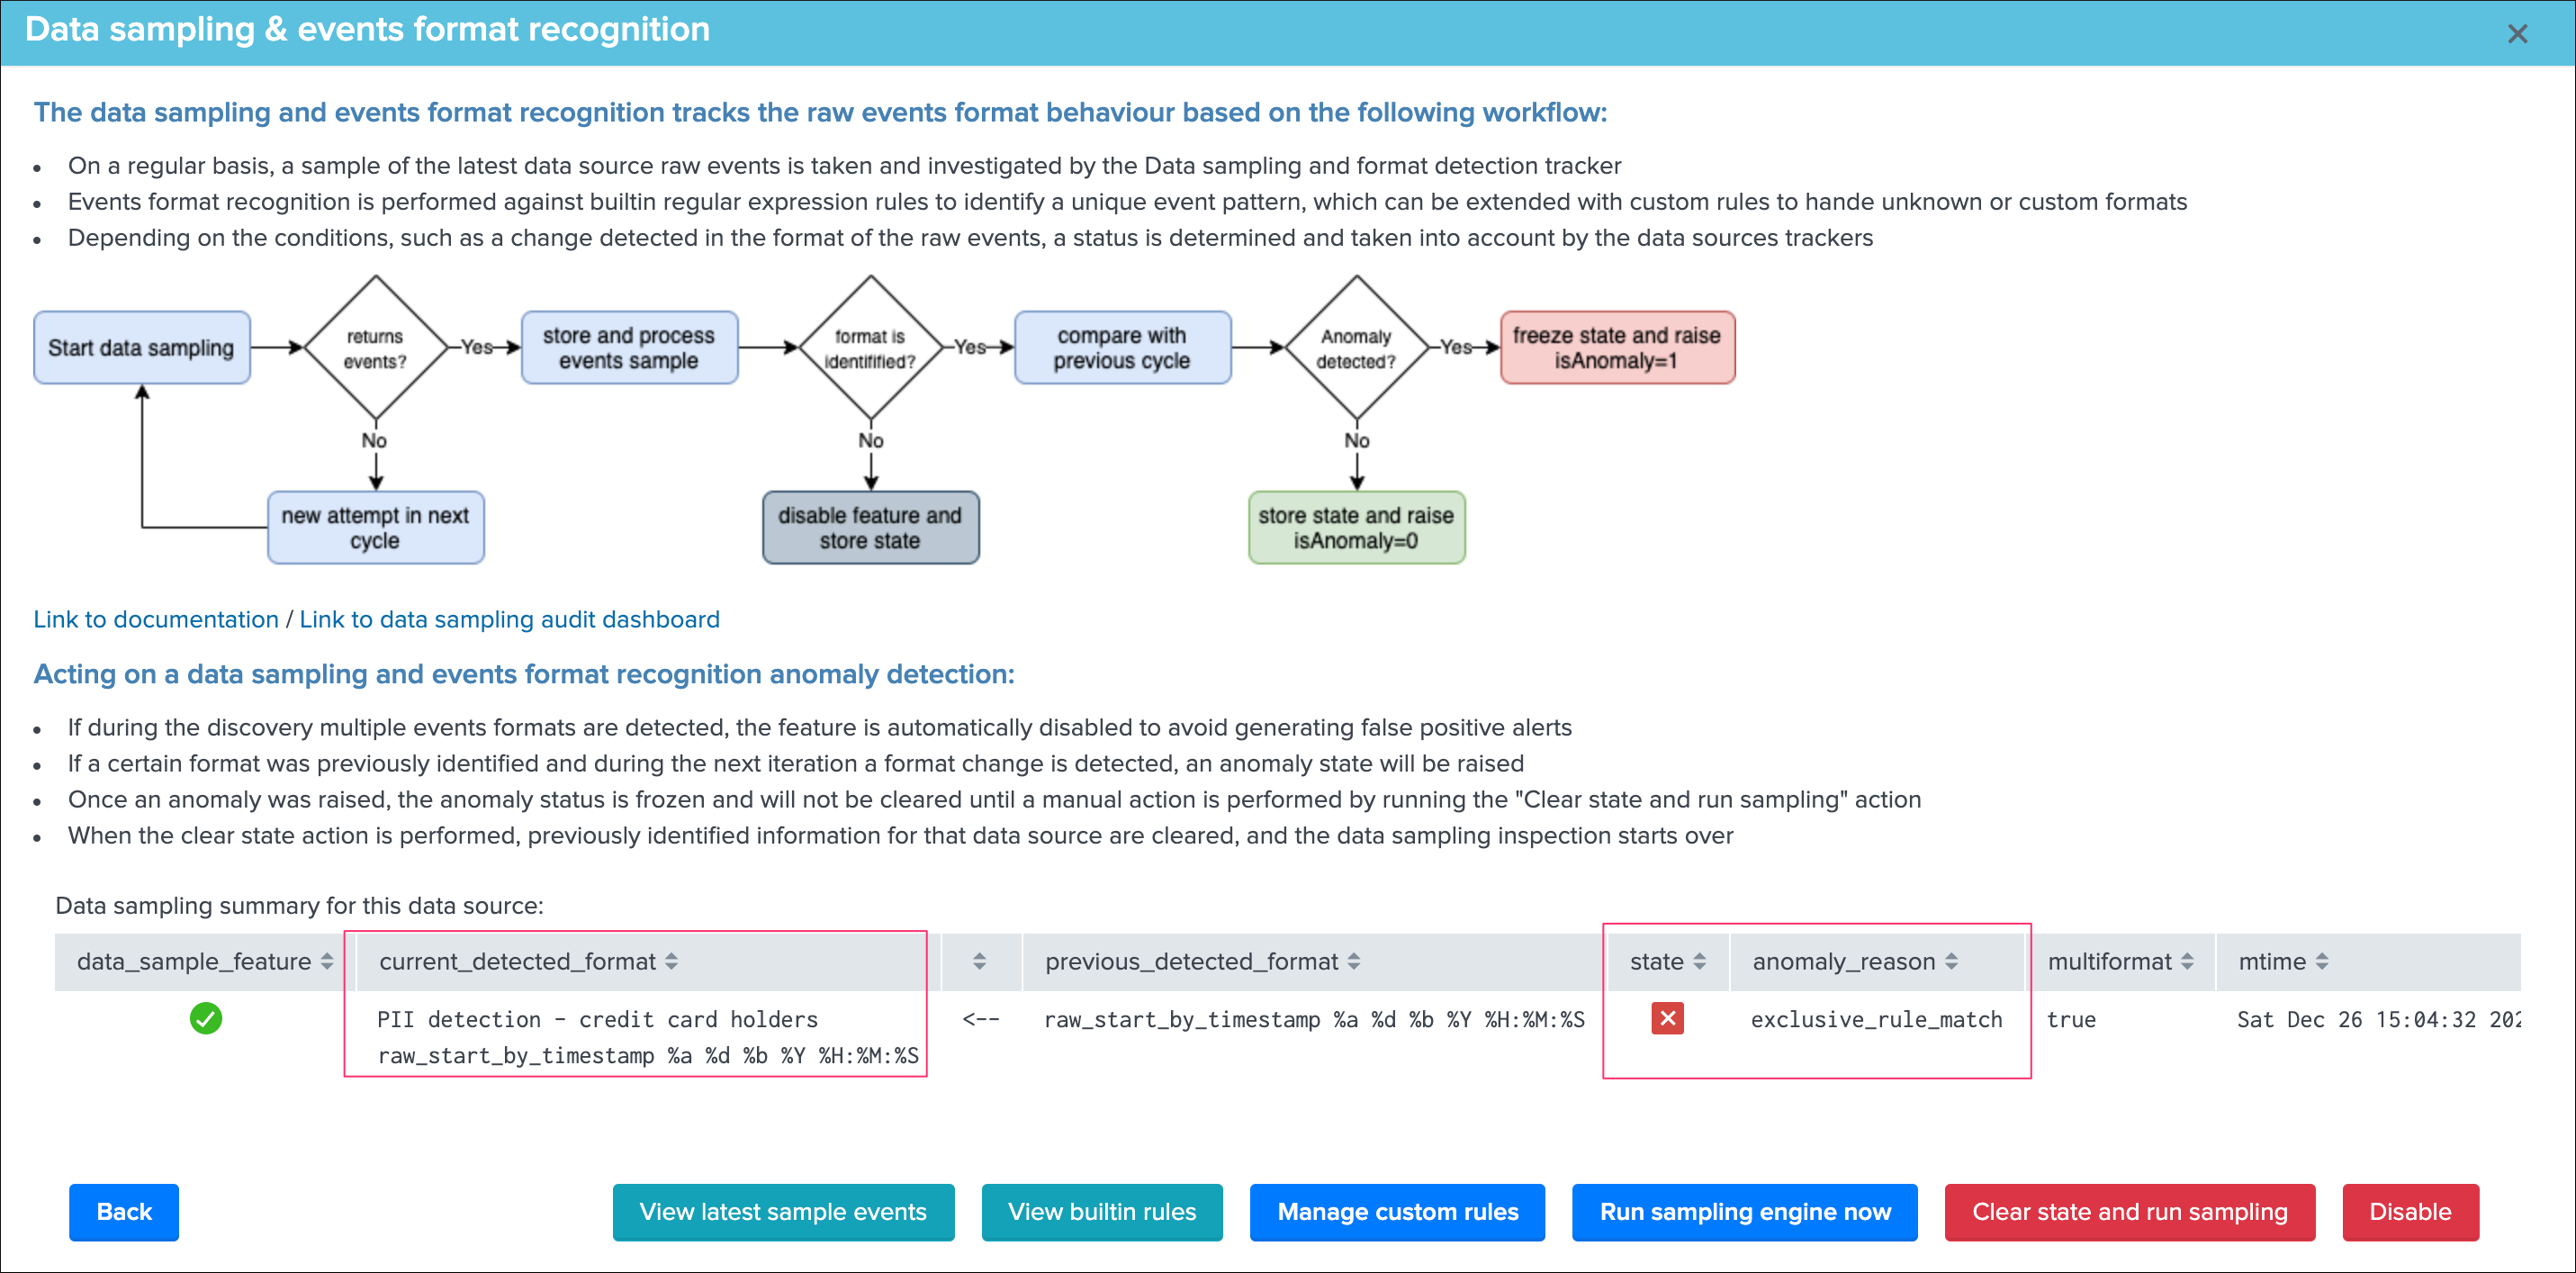 Data sampling & events format recognition
The data sampling and events format recognition tracks the raw events format behaviour based on the following workflow:
On a regular basis, a sample of the latest data source raw events is taken and investigated by the Data sampling and format detection tracker
Events format recognition is performed against builtin regular expression rules to identify a unique event pattern, which can be extended with custom rules to hande unknown or custom formats
Depending on the conditions, such as a change detected in the format of the raw events, a status is determined and taken into account by the data sources trackers
Start data sampling
returns
events?
Yes
store and process
events sample
format is
identifified?
Yes
compare with
previous cycle
Anomaly
detected?
Yes
freeze state and raise
isAnomaly=1
No
No
No
new attempt in next
cycle
disable feature and
store state
store state and raise
isAnomaly=0
Link to documentation / Link to data sampling audit dashboard
Acting on a data sampling and events format recognition anomaly detection:
If during the discovery multiple events formats are detected, the feature is automatically disabled to avoid generating false positive alerts
If a certain format was previously identified and during the next iteration a format change is detected, an anomaly state will be raised
Once an anomaly was raised, the anomaly status is frozen and will not be cleared until a manual action is performed by running the "Clear state and run sampling" action
When the clear state action is performed, previously identified information for that data source are cleared, and the data sampling inspection starts over
Data sampling summary for this data source:
data_sample_feature current_detected_format previous_detected_format state anomaly_reason multiformat mtime
PII detection - credit card holders <-- raw_start_by_timestamp %a %d %b %Y %H:%M:%S exclusive_rule_match true Sat Dec 26 15:04:32 202
raw_start_by_timestamp %a %d %b %Y %H:%M:%S
Back View latest sample events View builtin rules Manage custom rules Run sampling engine now Clear state and run sampling Disable